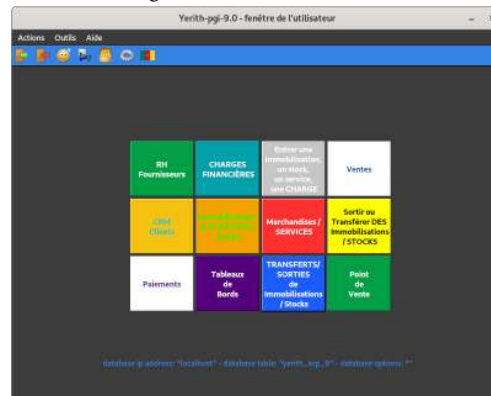 Yerith-pgi-9.0 - fenêtre de l'utilisateur
Actions Outils Aide
RH
Fournisseurs
CHARGES
FINANCIÈRES
Entrer une
immobilisation,
un stock,
un service,
une CHARGE
Ventes
CRM
Clients
Marchandises /
SERVICES
Sortir ou
Transférer DES
Immobilisations
/ STOCKS
Paiements
Tableaux
de
Bords
TRANSFERTS/
SORTIES
de
Immobilisations
/ Stocks
Point
de
Vente
database ip address: "localhost" - database table: "yerith_erp_9" - database options: ""